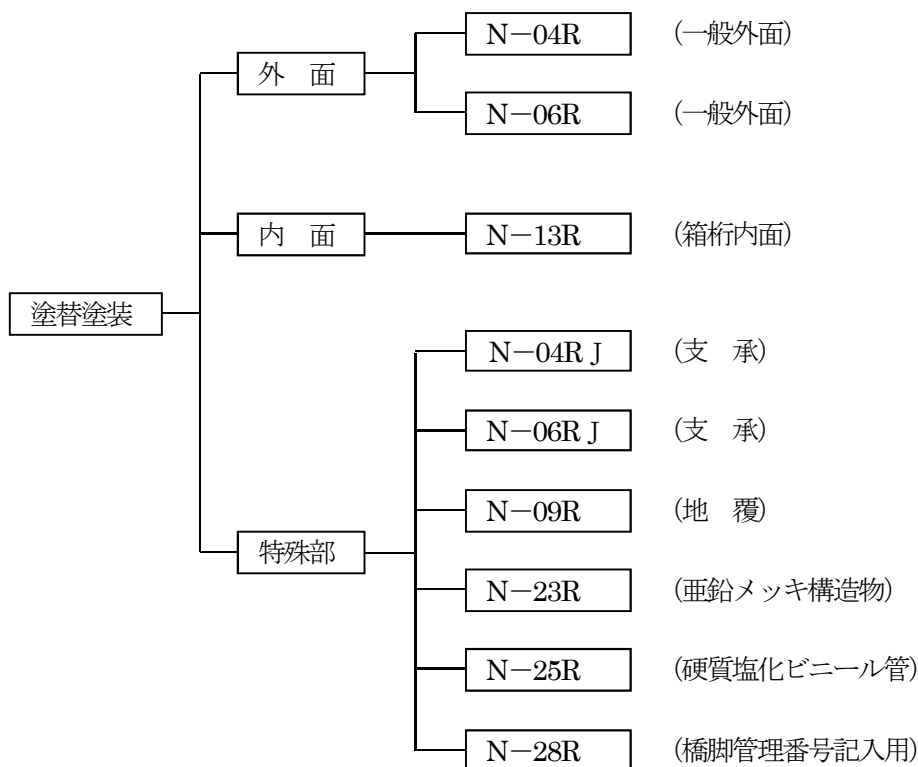 N－04R (一般外面)
外　面
N－06R (一般外面)
内　面 N－13R (箱桁内面)
塗替塗装
N－04R J (支　承)
N－06R J (支　承)
N－09R (地　覆)
特殊部
N－23R (亜鉛メッキ構造物)
N－25R (硬質塩化ビニール管)
N－28R (橋脚管理番号記入用)